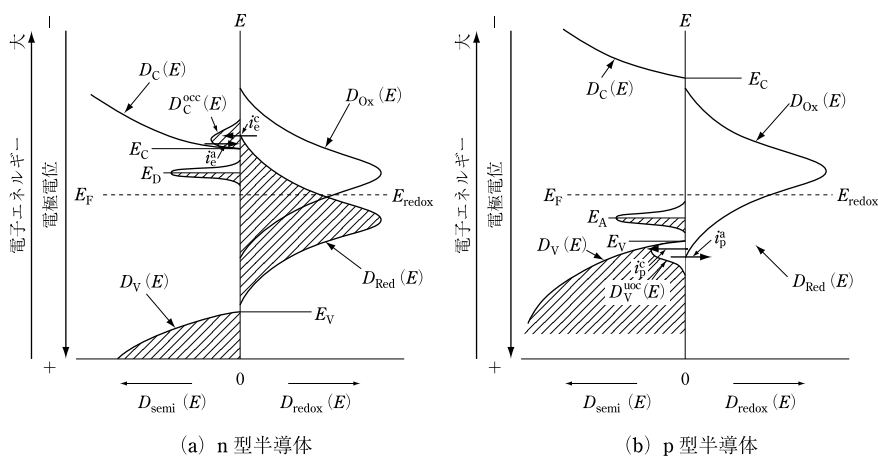 − E − E
大 大
D_C(E) D_C(E)
D_C^occ(E) D_Ox(E) E_C
i_e^c D_Ox(E)
E_C i_e^a
E_D
E_F E_redox E_F E_redox
電子エネルギー 電極電位 電子エネルギー 電極電位
E_A
D_V(E) E_V i_p^a
D_V(E) D_Red(E) i_p^c D_V^uoc(E) D_Red(E)
E_V
+ 0 + 0
D_semi(E) D_redox(E) D_semi(E) D_redox(E)
(a) n型半導体 (b) p型半導体